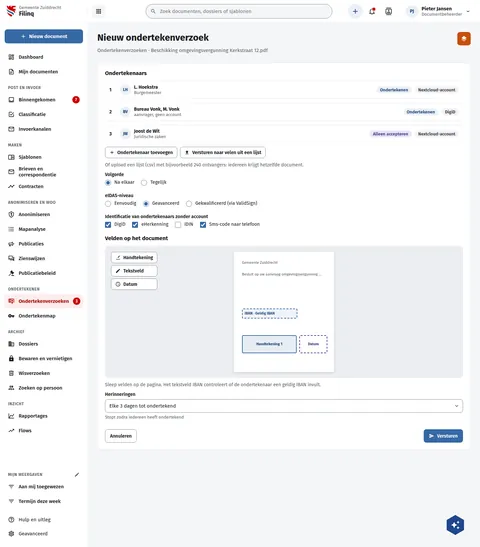 Gemeente Zuiddrecht
Filinq
Zoek documenten, dossiers of sjablonen
Pieter Jansen
Documentbeheerder
+ Nieuw document
Dashboard
Mijn documenten
POST EN INVOER
Binnengekomen
7
Classificatie
Invoerkanalen
MAKEN
Sjablonen
Brieven en correspondentie
Contracten
ANONIMISEREN EN WOO
Anonimiseren
Mapanalyse
Publicaties
Zienswijzen
Publicatiebeleid
ONDERTEKENEN
Ondertekenverzoeken
Ondertekenmap
ARCHIEF
Dossiers
Bewaren en vernietigen
Wisverzoeken
Zoeken op persoon
INZICHT
Rapportages
Flows
MIJN WEERGAVEN
Aan mij toegewezen
Termijn deze week
Hulp en uitleg
Geavanceerd
Nieuw ondertekenverzoek
Ondertekenverzoeken · Beschikking omgevingsvergunning Kerkstraat 12.pdf
Ondertekenaars
1 LH L. Hoekstra Ondertekenen Nextcloud-account
Burgemeester
2 BV Bureau Vonk, M. Vonk Ondertekenen DigiD
aanvrager, geen account
3 JW Joost de Wit Alleen accepteren Nextcloud-account
Juridische zaken
+ Ondertekenaar toevoegen
Versturen naar velen uit een lijst
Of upload een lijst (csv) met bijvoorbeeld 240 ontvangers: iedereen krijgt hetzelfde document.
Volgorde
Na elkaar Tegelijk
eIDAS-niveau
Eenvoudig Geavanceerd Gekwalificeerd (via ValidSign)
Identificatie van ondertekenaars zonder account
DigiD eHerkenning iDIN Sms-code naar telefoon
Velden op het document
Handtekening
Tekstveld
Datum
Gemeente Zuiddrecht
IBAN · Geldig IBAN
Handtekening 1
Datum
Sleep velden op de pagina. Het tekstveld IBAN controleert of de ondertekenaar een geldig IBAN invult.
Herinneringen
Elke 3 dagen tot ondertekend
Stopt zodra iedereen heeft ondertekend
Annuleren
Versturen